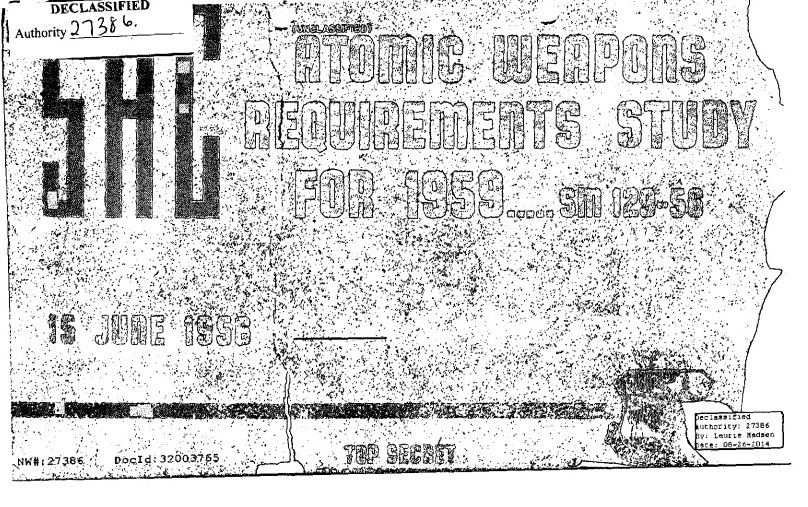 DECLASSIFIED
Authority 27386.
SAC
(UNCLASSIFIED)
ATOMIC WEAPONS
REQUIREMENTS STUDY
FOR 1959..... SM 129-56
15 JUNE 1956
Declassified
Authority: 27386
By: Laurie Madsen
Date: 08-26-2014
TOP SECRET
NW#:27386 DocId:32003765